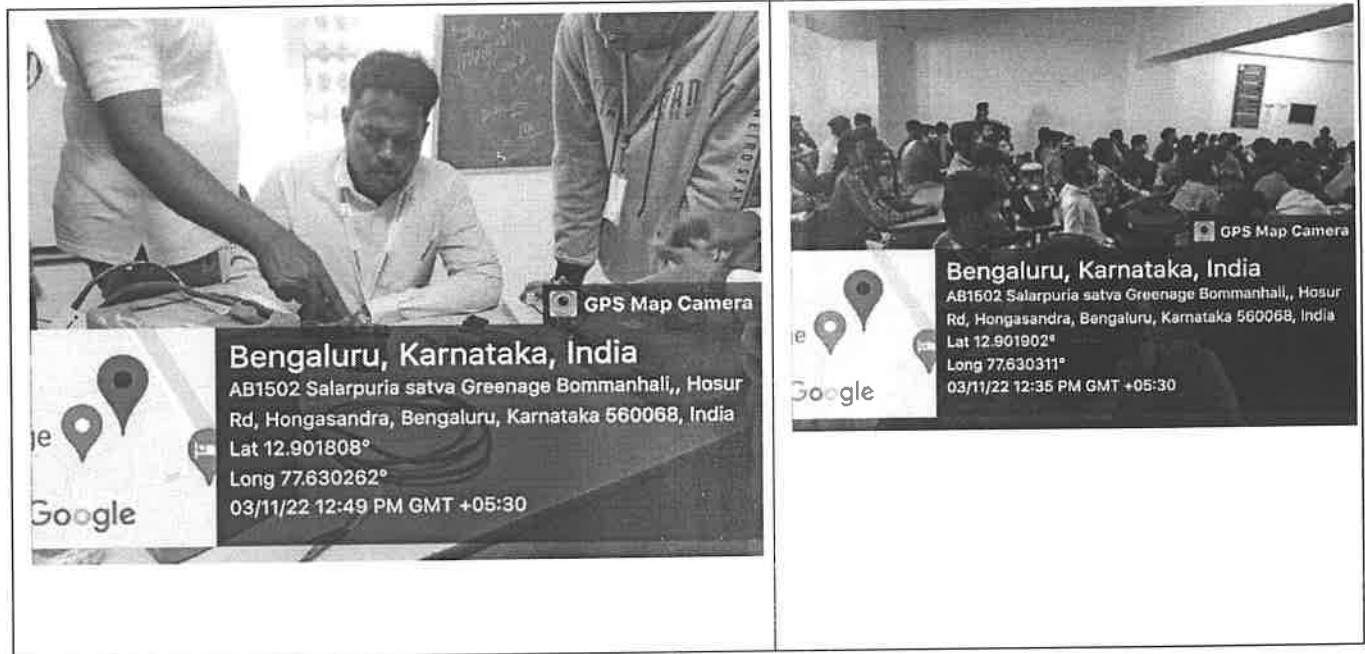 GPS Map Camera
Bengaluru, Karnataka, India
AB1502 Salarpuria satva Greenage Bommanhali,, Hosur
Rd, Hongasandra, Bengaluru, Karnataka 560068, India
Lat 12.901808°
Long 77.630262°
03/11/22 12:49 PM GMT +05:30
Google
GPS Map Camera
Bengaluru, Karnataka, India
AB1502 Salarpuria satva Greenage Bommanhali,, Hosur
Rd, Hongasandra, Bengaluru, Karnataka 560068, India
Lat 12.901902°
Long 77.630311°
03/11/22 12:35 PM GMT +05:30
Google